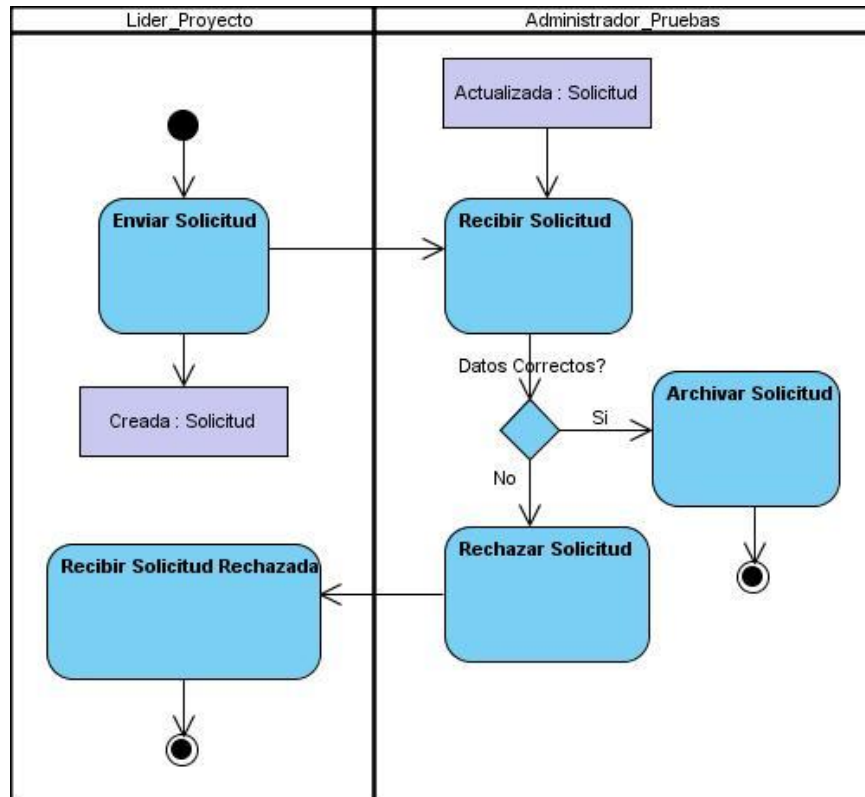 Lider_Proyecto
Administrador_Pruebas
Actualizada : Solicitud
Enviar Solicitud
Recibir Solicitud
Datos Correctos?
Creada : Solicitud
Si
Archivar Solicitud
No
Rechazar Solicitud
Recibir Solicitud Rechazada